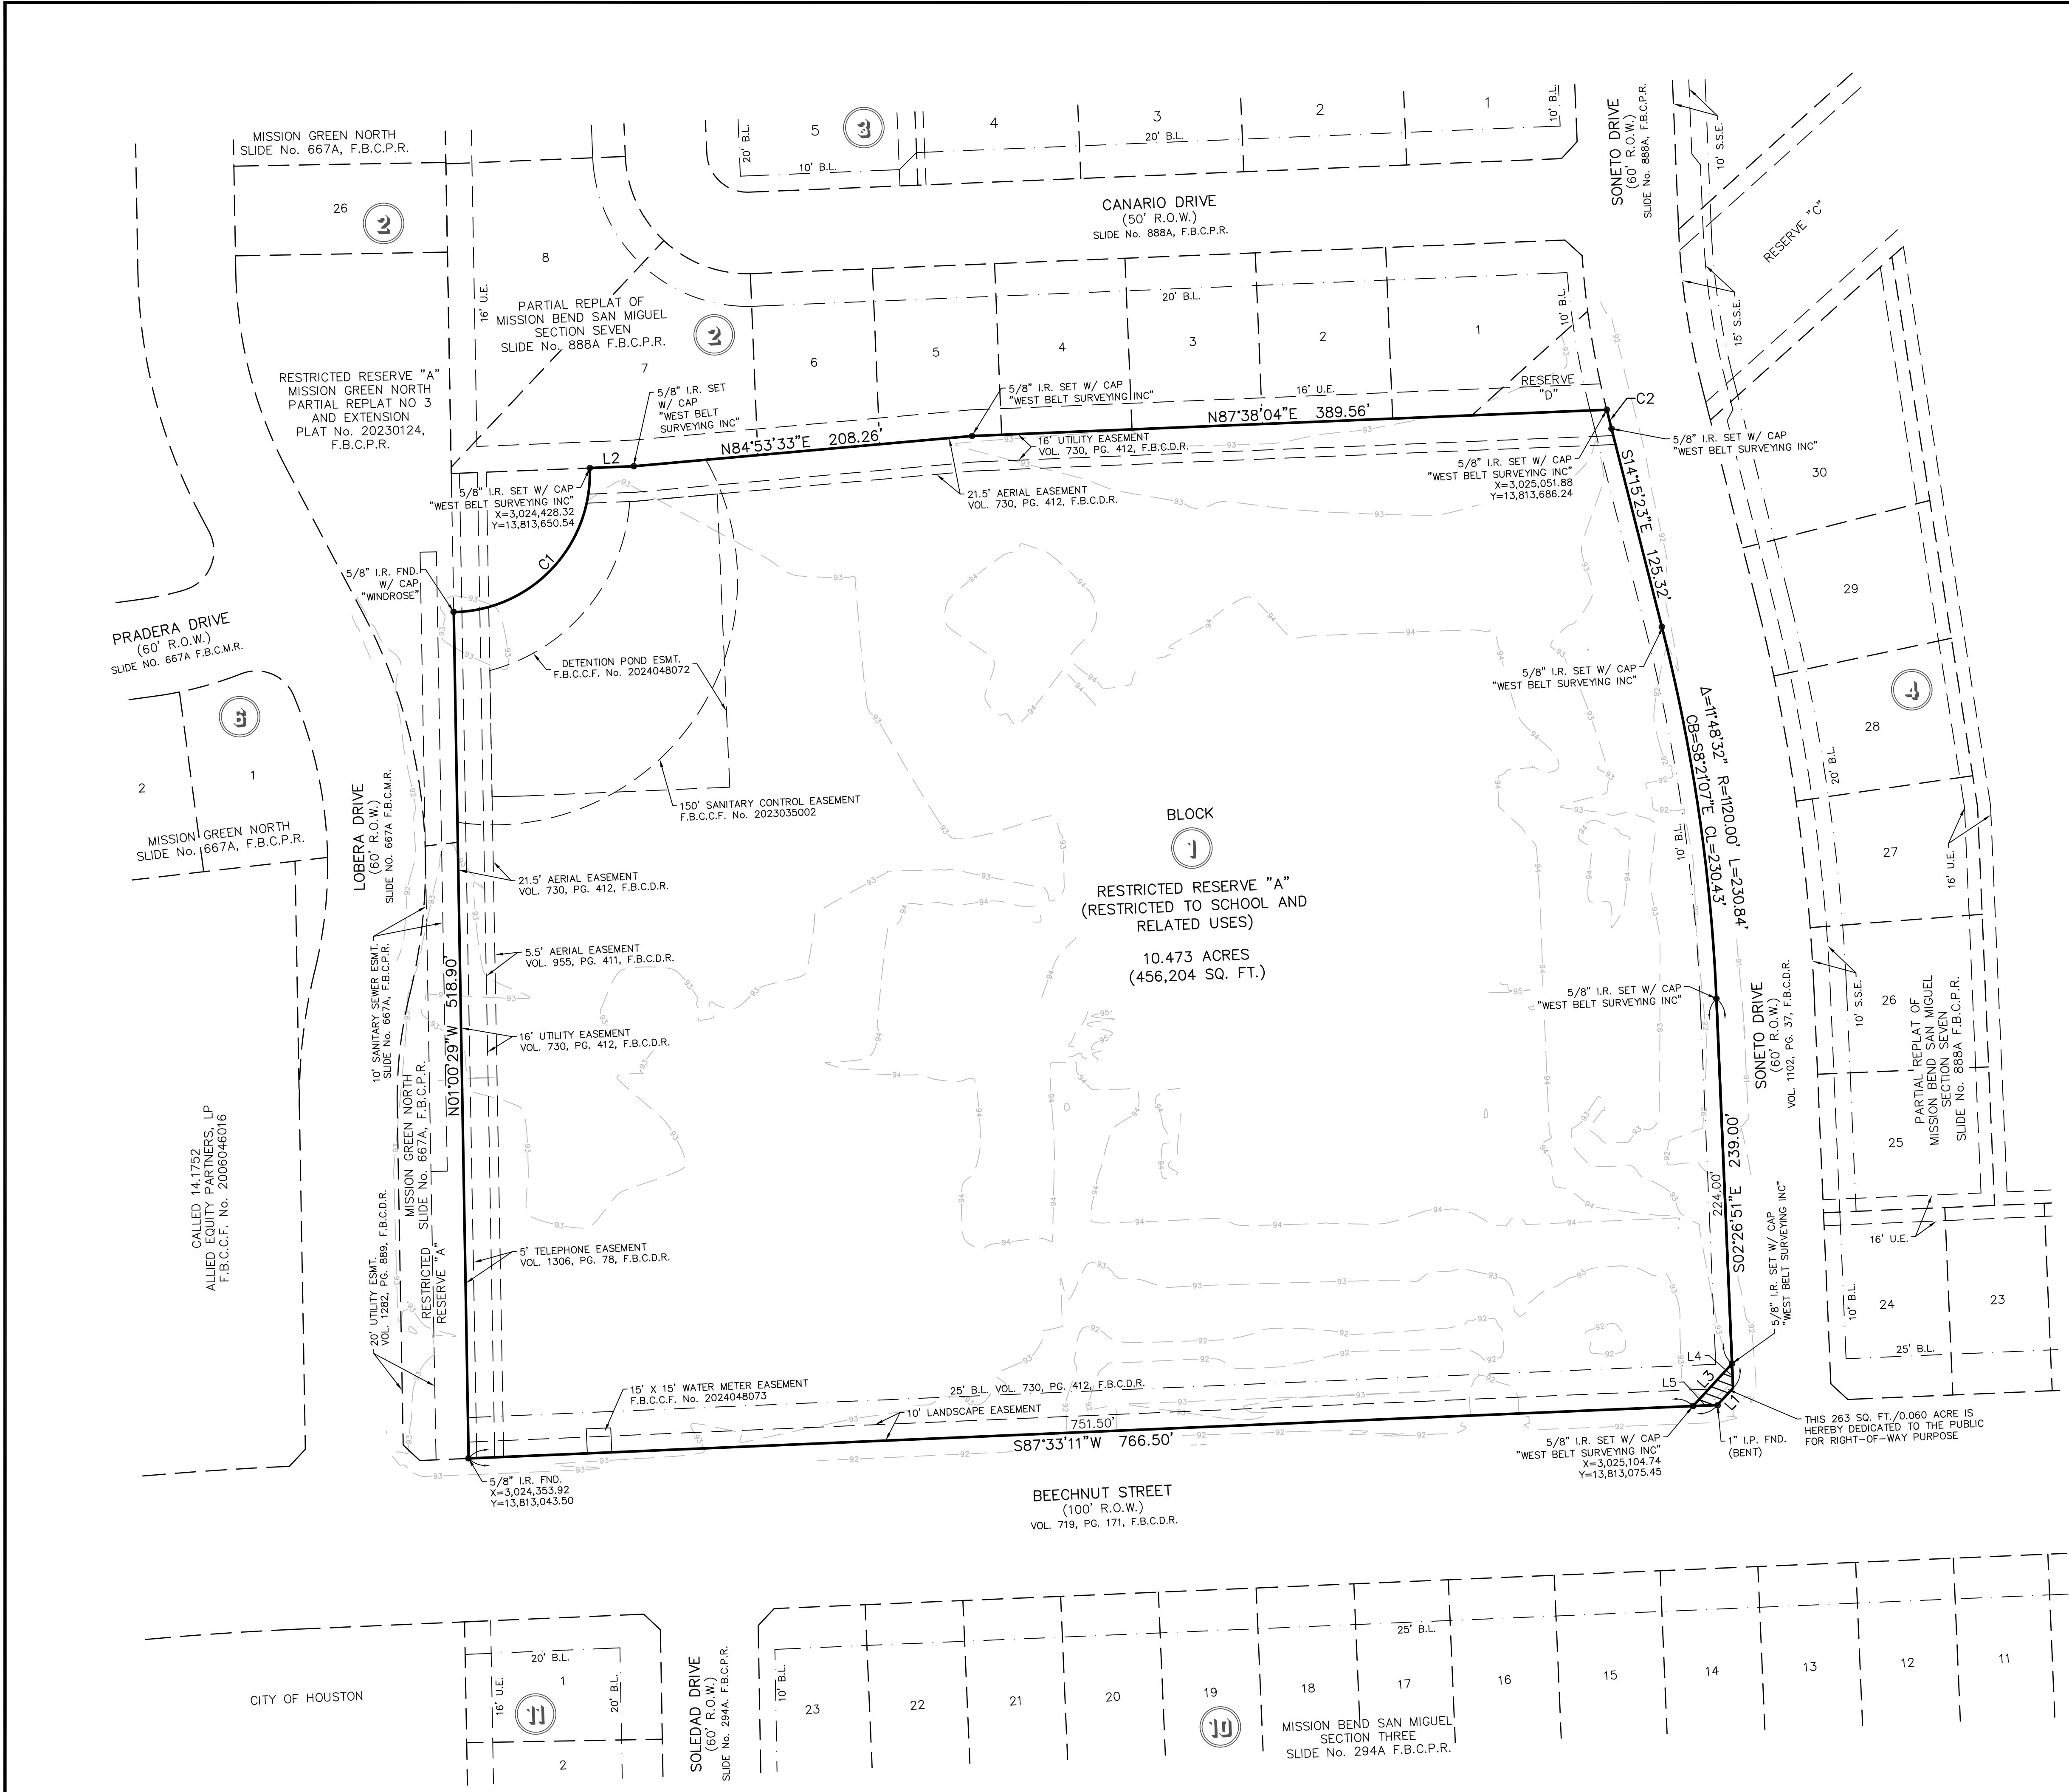 MISSION GREEN NORTH
SLIDE No. 667A, F.B.C.P.R.
26
2
8
16' U.E.
PARTIAL REPLAT OF
MISSION BEND SAN MIGUEL
SECTION SEVEN
SLIDE No. 888A F.B.C.P.R.
2
7
RESTRICTED RESERVE "A"
MISSION GREEN NORTH
PARTIAL REPLAT NO 3
AND EXTENSION
PLAT No. 20230124,
F.B.C.P.R.
20' B.L.
5
3
10' B.L.
4
3
20' B.L.
2
1
10' B.L.
CANARIO DRIVE
(50' R.O.W.)
SLIDE No. 888A, F.B.C.P.R.
SONETO DRIVE
(60' R.O.W.)
SLIDE No. 888A, F.B.C.P.R.
10' S.S.E.
RESERVE "C"
15' S.S.E.
20' B.L.
10' B.L.
6
5
4
3
2
1
16' U.E.
RESERVE
"D"
5/8" I.R. SET
W/ CAP
"WEST BELT
SURVEYING INC"
5/8" I.R. SET W/ CAP
"WEST BELT SURVEYING INC"
L2
N84°53'33"E 208.26'
N87°38'04"E 389.56'
C2
5/8" I.R. SET W/ CAP
"WEST BELT SURVEYING INC"
16' UTILITY EASEMENT
VOL. 730, PG. 412, F.B.C.D.R.
21.5' AERIAL EASEMENT
VOL. 730, PG. 412, F.B.C.D.R.
5/8" I.R. SET W/ CAP
"WEST BELT SURVEYING INC"
X=3,025,051.88
Y=13,813,686.24
5/8" I.R. SET W/ CAP
"WEST BELT SURVEYING INC"
X=3,024,428.32
Y=13,813,650.54
C1
5/8" I.R. FND.
W/ CAP
"WINDROSE"
S14°15'23"E 125.32'
30
29
28
4
27
26
25
24
23
PRADERA DRIVE
(60' R.O.W.)
SLIDE NO. 667A F.B.C.M.R.
3
2
1
MISSION GREEN NORTH
SLIDE No. 667A, F.B.C.P.R.
LOBERA DRIVE
(60' R.O.W.)
SLIDE NO. 667A F.B.C.M.R.
DETENTION POND ESMT.
F.B.C.C.F. No. 2024048072
150' SANITARY CONTROL EASEMENT
F.B.C.C.F. No. 2023035002
5/8" I.R. SET W/ CAP
"WEST BELT SURVEYING INC"
Δ=11°48'32" R=1120.00' L=230.84'
CB=S8°21'07"E CL=230.43'
10' B.L.
20' B.L.
16' U.E.
BLOCK
1
RESTRICTED RESERVE "A"
(RESTRICTED TO SCHOOL AND
RELATED USES)
10.473 ACRES
(456,204 SQ. FT.)
21.5' AERIAL EASEMENT
VOL. 730, PG. 412, F.B.C.D.R.
5.5' AERIAL EASEMENT
VOL. 955, PG. 411, F.B.C.D.R.
16' UTILITY EASEMENT
VOL. 730, PG. 412, F.B.C.D.R.
N01°00'29"W 518.90'
10' SANITARY SEWER ESMT.
SLIDE No. 667A, F.B.C.P.R.
MISSION GREEN NORTH
SLIDE No. 667A, F.B.C.P.R.
RESTRICTED
RESERVE "A"
CALLED 14.1752
ALLIED EQUITY PARTNERS, LP
F.B.C.C.F. No. 2006046016
20' UTILITY ESMT.
VOL. 1282, PG. 889, F.B.C.D.R.
5' TELEPHONE EASEMENT
VOL. 1306, PG. 78, F.B.C.D.R.
5/8" I.R. SET W/ CAP
"WEST BELT SURVEYING INC"
SONETO DRIVE
(60' R.O.W.)
VOL. 1102, PG. 37, F.B.C.D.R.
10' S.S.E.
PARTIAL REPLAT OF
MISSION BEND SAN MIGUEL
SECTION SEVEN
SLIDE No. 888A F.B.C.P.R.
224.00'
S02°26'51"E 239.00'
5/8" I.R. SET W/ CAP
"WEST BELT SURVEYING INC"
16' U.E.
10' B.L.
25' B.L.
L4
L3
L5
L1
15' X 15' WATER METER EASEMENT
F.B.C.C.F. No. 2024048073
25' B.L. VOL. 730, PG. 412, F.B.C.D.R.
10' LANDSCAPE EASEMENT
751.50'
S87°33'11"W 766.50'
5/8" I.R. FND.
X=3,024,353.92
Y=13,813,043.50
5/8" I.R. SET W/ CAP
"WEST BELT SURVEYING INC"
X=3,025,104.74
Y=13,813,075.45
1" I.P. FND.
(BENT)
THIS 263 SQ. FT./0.060 ACRE IS
HEREBY DEDICATED TO THE PUBLIC
FOR RIGHT-OF-WAY PURPOSE
BEECHNUT STREET
(100' R.O.W.)
VOL. 719, PG. 171, F.B.C.D.R.
CITY OF HOUSTON
16' U.E.
20' B.L.
1
20' B.L.
11
2
SOLEDAD DRIVE
(60' R.O.W.)
SLIDE No. 294A. F.B.C.P.R.
10' B.L.
25' B.L.
23
22
21
20
19
18
17
16
15
14
13
12
11
10
MISSION BEND SAN MIGUEL
SECTION THREE
SLIDE No. 294A F.B.C.P.R.